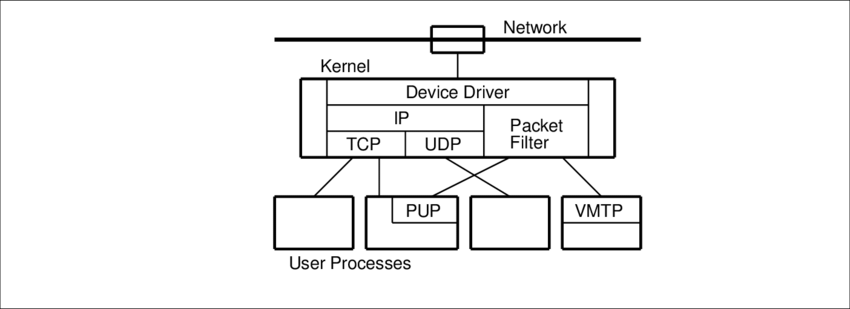 Network
Kernel
Device Driver
IP
Packet
Filter
TCP
UDP
PUP
VMTP
User Processes